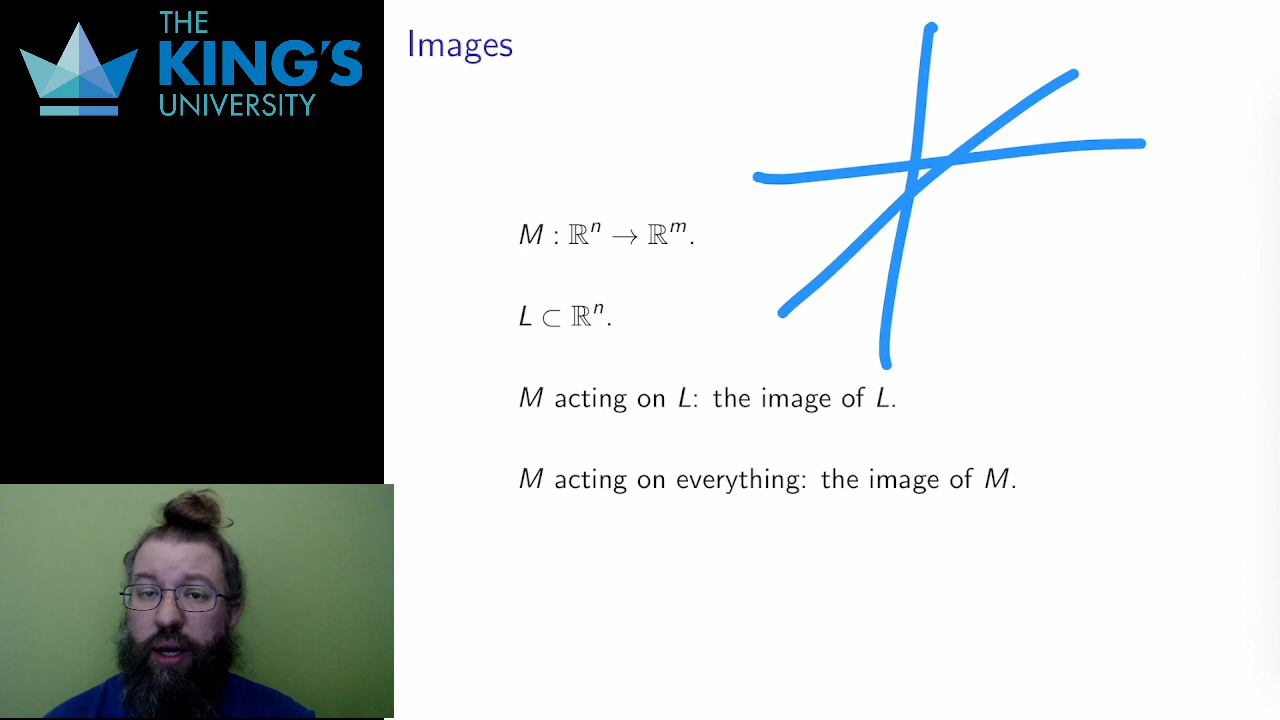 THE
KING'S
UNIVERSITY
Images
M : ℝⁿ → ℝᵐ.
L ⊂ ℝⁿ.
M acting on L: the image of L.
M acting on everything: the image of M.